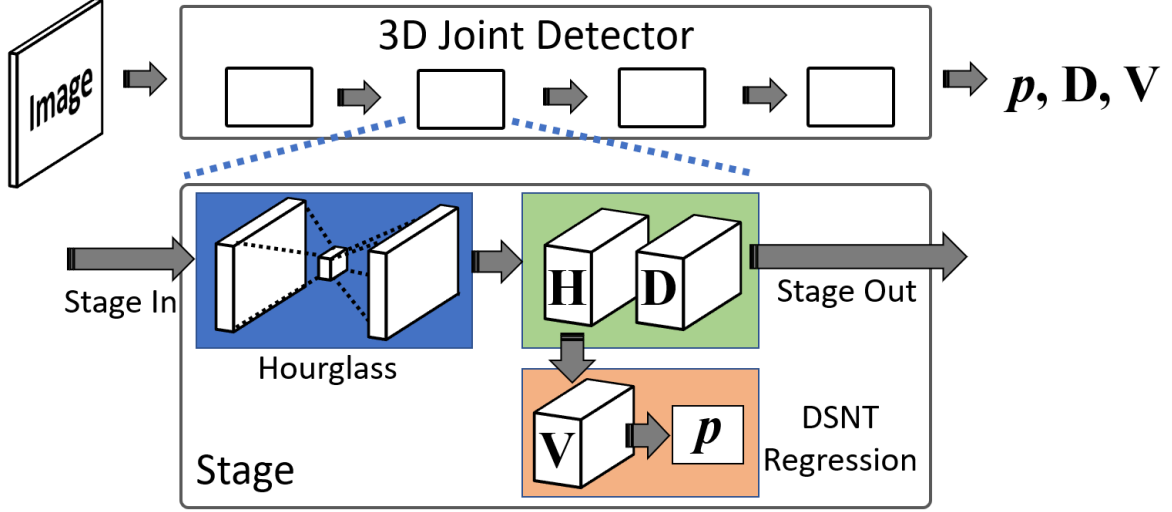 3D Joint Detector
Image
p, D, V
Stage In
Hourglass
H
D
Stage Out
V
p
DSNT
Regression
Stage